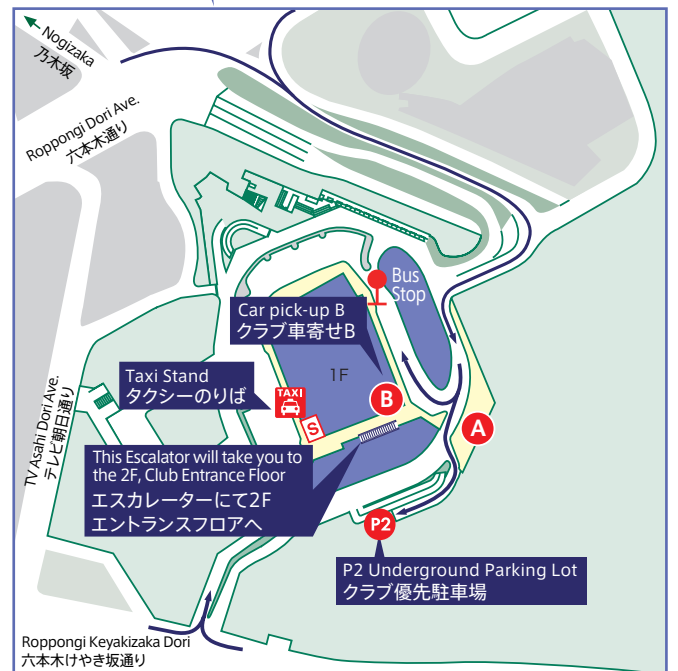 Nogizaka
乃木坂
Roppongi Dori Ave.
六本木通り
Bus
Stop
Car pick-up B
クラブ車寄せB
1F
Taxi Stand
タクシーのりば
TAXI
B
S
A
TV Asahi Dori Ave.
テレビ朝日通り
This Escalator will take you to
the 2F, Club Entrance Floor
エスカレーターにて2F
エントランスフロアへ
P2
P2 Underground Parking Lot
クラブ優先駐車場
Roppongi Keyakizaka Dori
六本木けやき坂通り